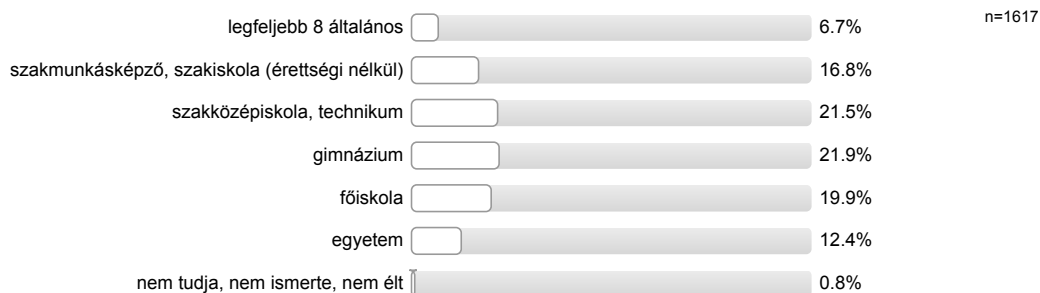 legfeljebb 8 általános 6.7% n=1617
szakmunkásképző, szakiskola (érettségi nélkül) 16.8%
szakközépiskola, technikum 21.5%
gimnázium 21.9%
főiskola 19.9%
egyetem 12.4%
nem tudja, nem ismerte, nem élt 0.8%